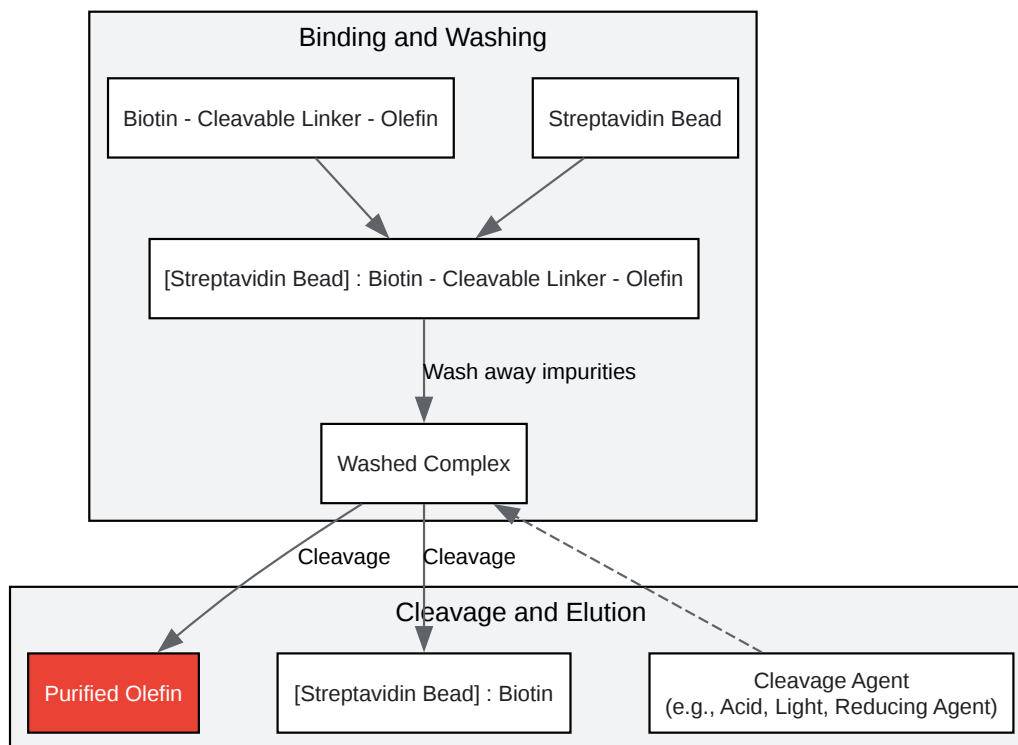 Binding and Washing
Biotin - Cleavable Linker - Olefin
Streptavidin Bead
[Streptavidin Bead] : Biotin - Cleavable Linker - Olefin
Wash away impurities
Washed Complex
Cleavage
Cleavage
Cleavage and Elution
Purified Olefin
[Streptavidin Bead] : Biotin
Cleavage Agent
(e.g., Acid, Light, Reducing Agent)